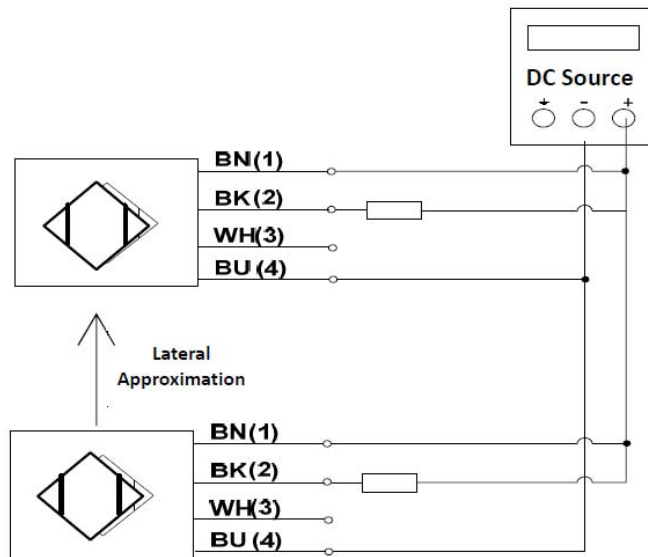 DC Source
- +
BN(1)
BK(2)
WH(3)
BU(4)
Lateral
Approximation
BN(1)
BK(2)
WH(3)
BU(4)